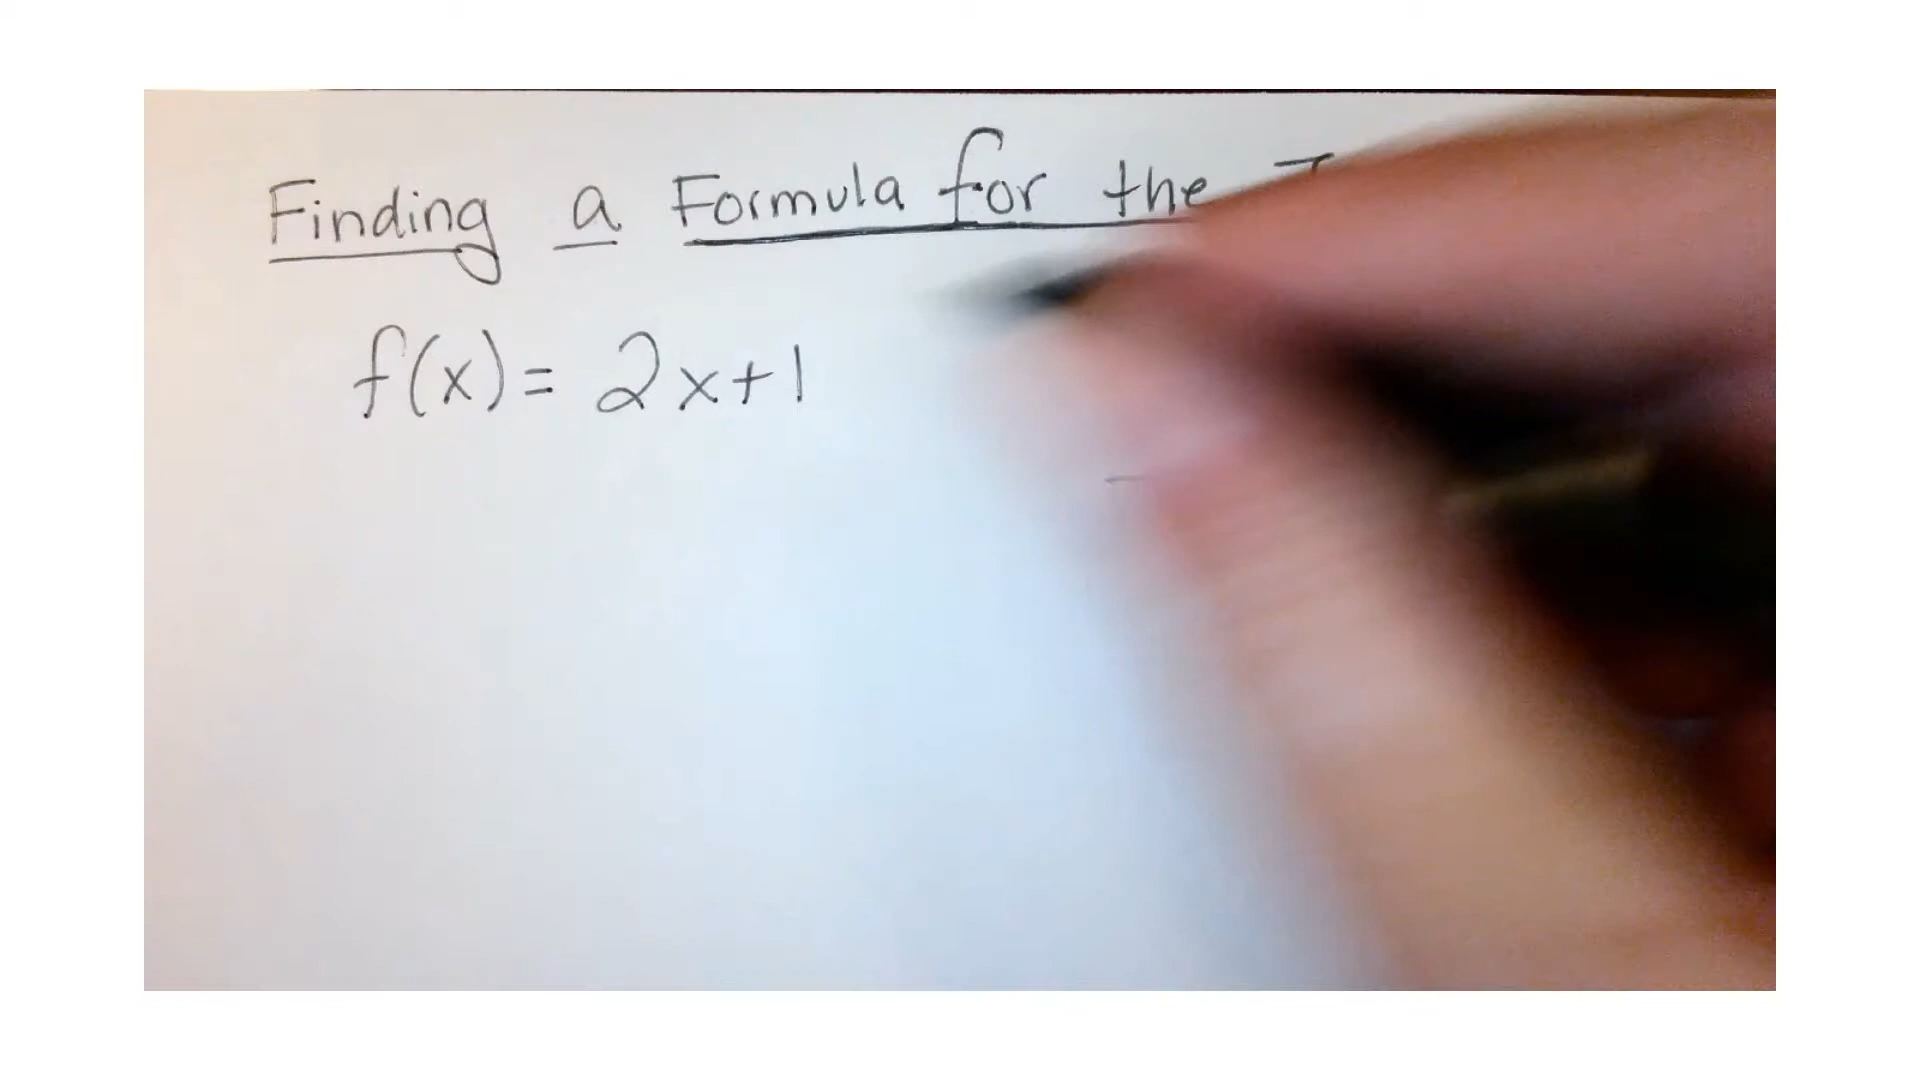 Finding a Formula for the
f(x) = 2x+1